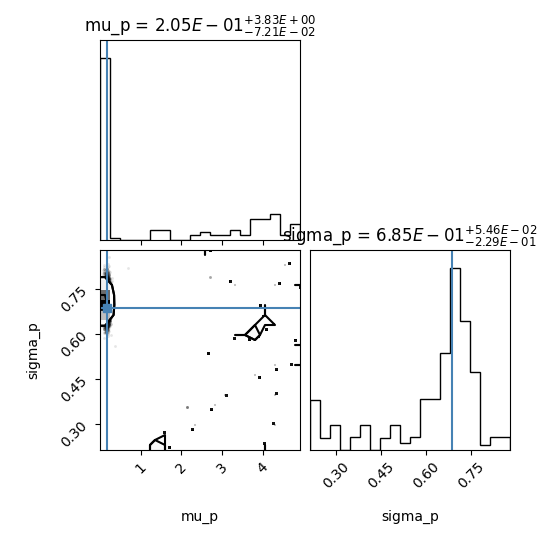 mu_p = 2.05E − 01+3.83E+00 −7.21E−02
sigma_p = 6.85E − 01+5.46E−02 −2.29E−01
0.75
0.60
0.45
0.30
sigma_p
1 2 3 4
mu_p
0.30 0.45 0.60 0.75
sigma_p